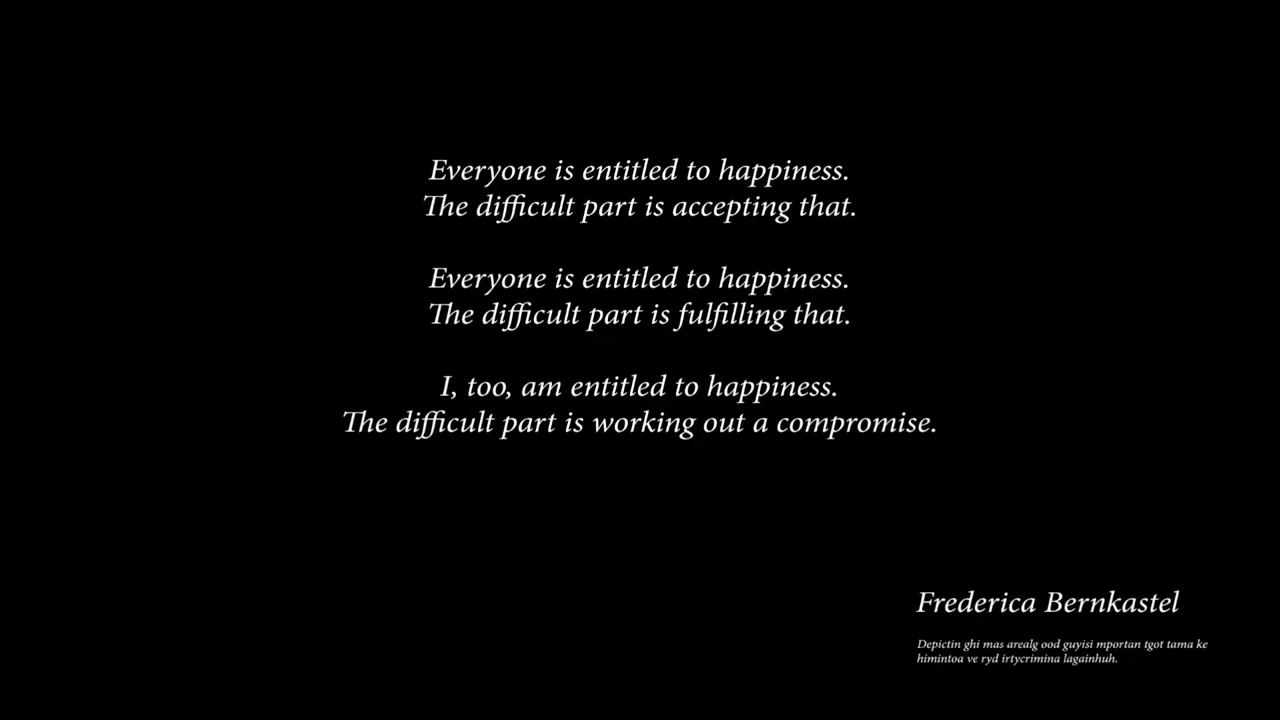 Everyone is entitled to happiness.
The difficult part is accepting that.
Everyone is entitled to happiness.
The difficult part is fulfilling that.
I, too, am entitled to happiness.
The difficult part is working out a compromise.
Frederica Bernkastel
Depictin ghi mas arealg ood guyisi mportan tgot tama ke
himintoa ve ryd irtycrimina lagainhuh.